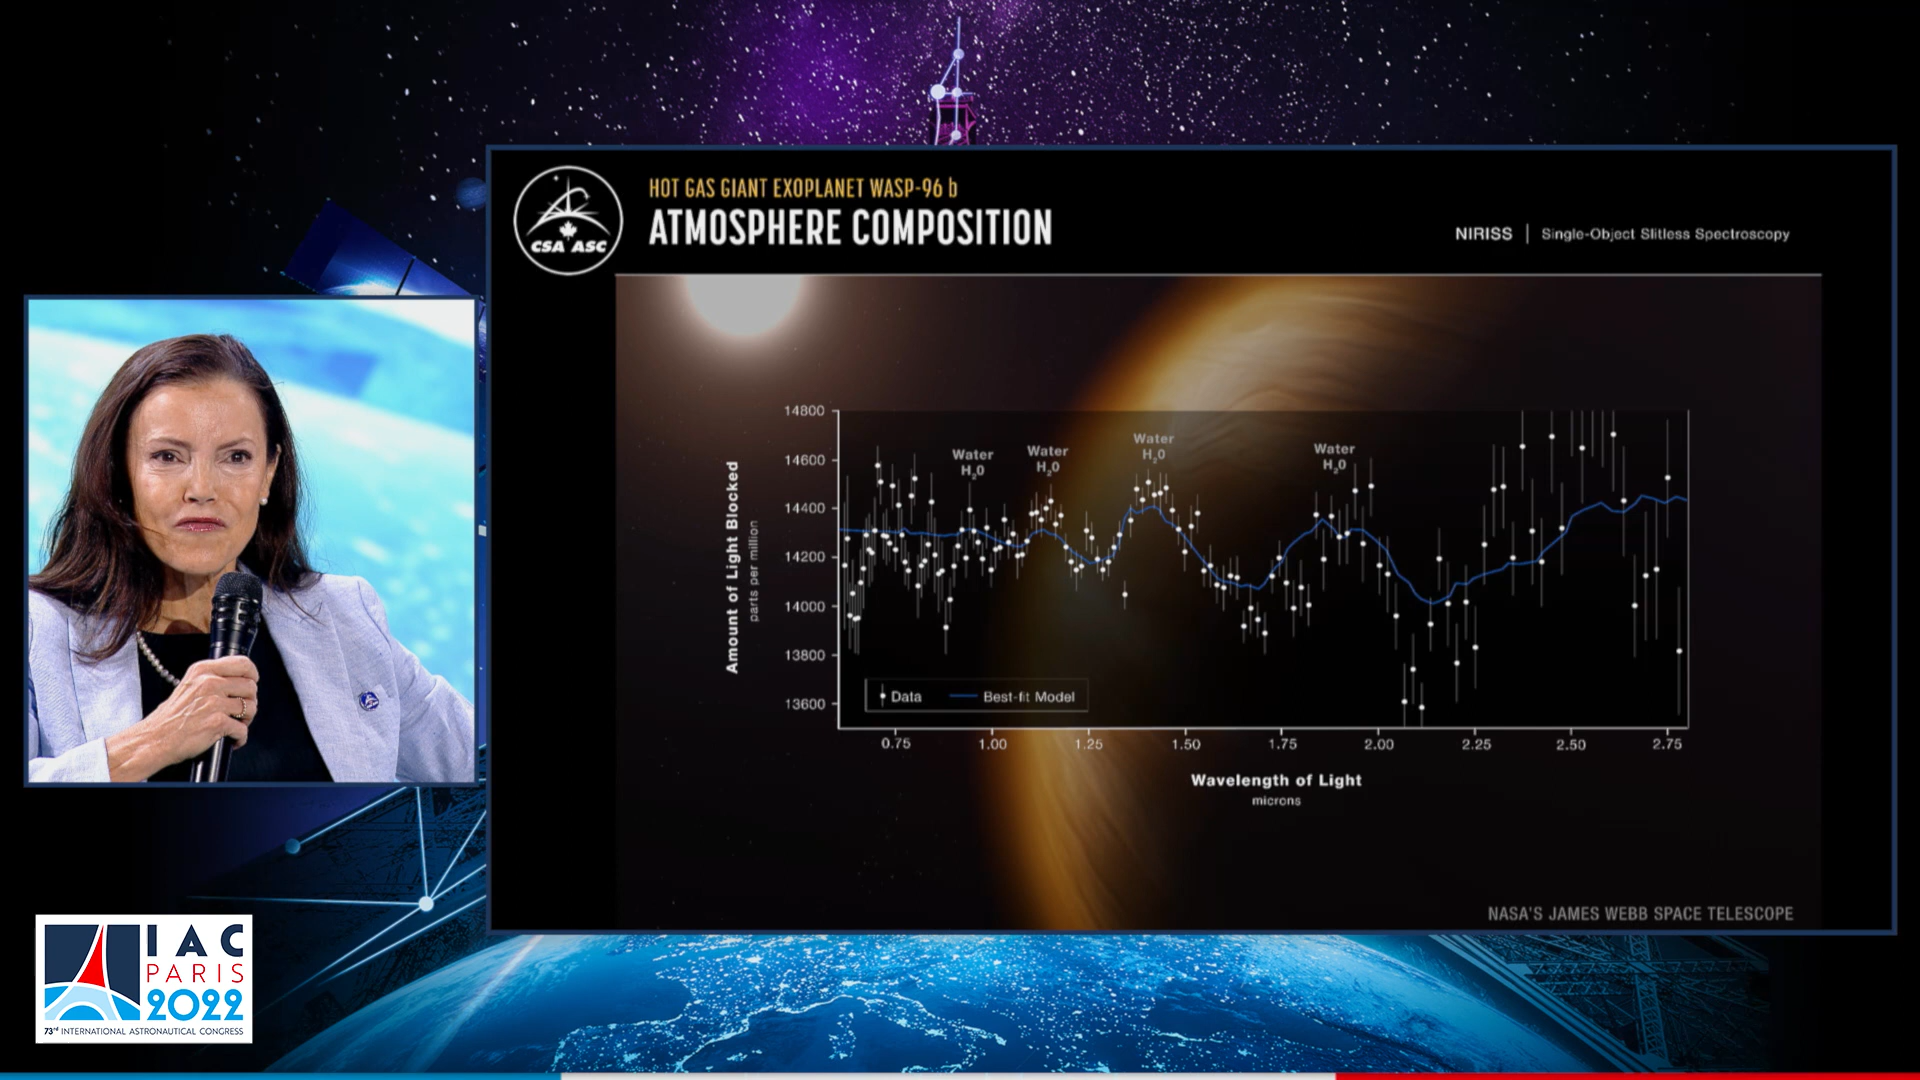 CSA ASC
HOT GAS GIANT EXOPLANET WASP-96 b
ATMOSPHERE COMPOSITION
NIRISS | Single-Object Slitless Spectroscopy
Amount of Light Blocked
parts per million
14800
14600
14400
14200
14000
13800
13600
Water
H2O
Water
H2O
Water
H2O
Water
H2O
Data
Best-fit Model
0.75 1.00 1.25 1.50 1.75 2.00 2.25 2.50 2.75
Wavelength of Light
microns
NASA'S JAMES WEBB SPACE TELESCOPE
IAC
PARIS
2022
73rd INTERNATIONAL ASTRONAUTICAL CONGRESS